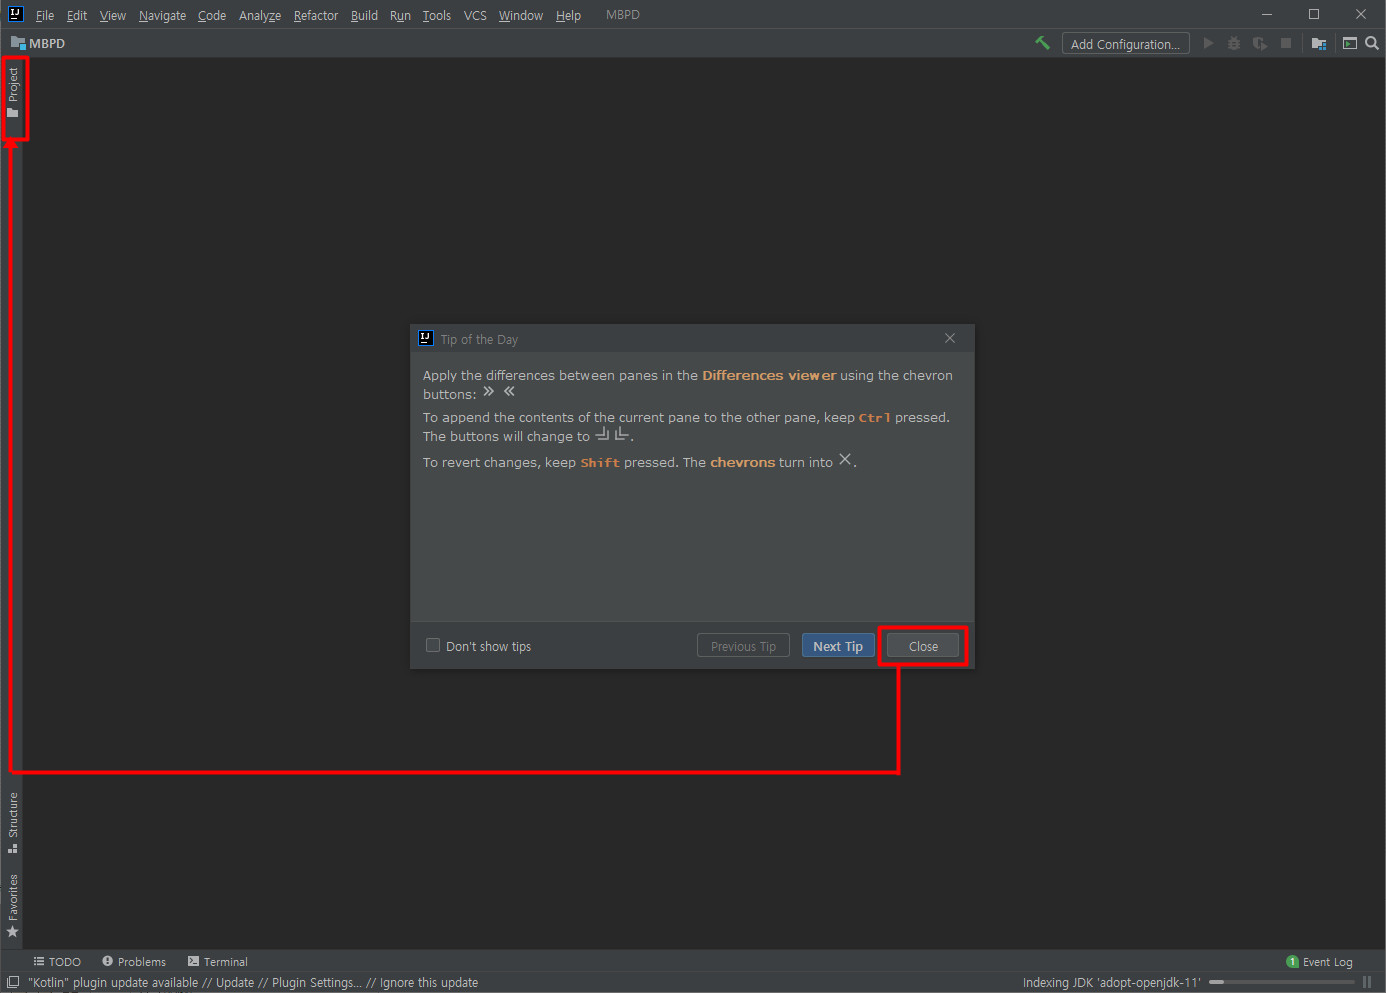 File Edit View Navigate Code Analyze Refactor Build Run Tools VCS Window Help MBPD
MBPD
Add Configuration...
Project
Tip of the Day
Apply the differences between panes in the Differences viewer using the chevron
buttons: » «
To append the contents of the current pane to the other pane, keep Ctrl pressed.
The buttons will change to .
To revert changes, keep Shift pressed. The chevrons turn into ×.
Don't show tips
Previous Tip
Next Tip
Close
Structure
Favorites
TODO
Problems
Terminal
1 Event Log
"Kotlin" plugin update available // Update // Plugin Settings... // Ignore this update
Indexing JDK 'adopt-openjdk-11'